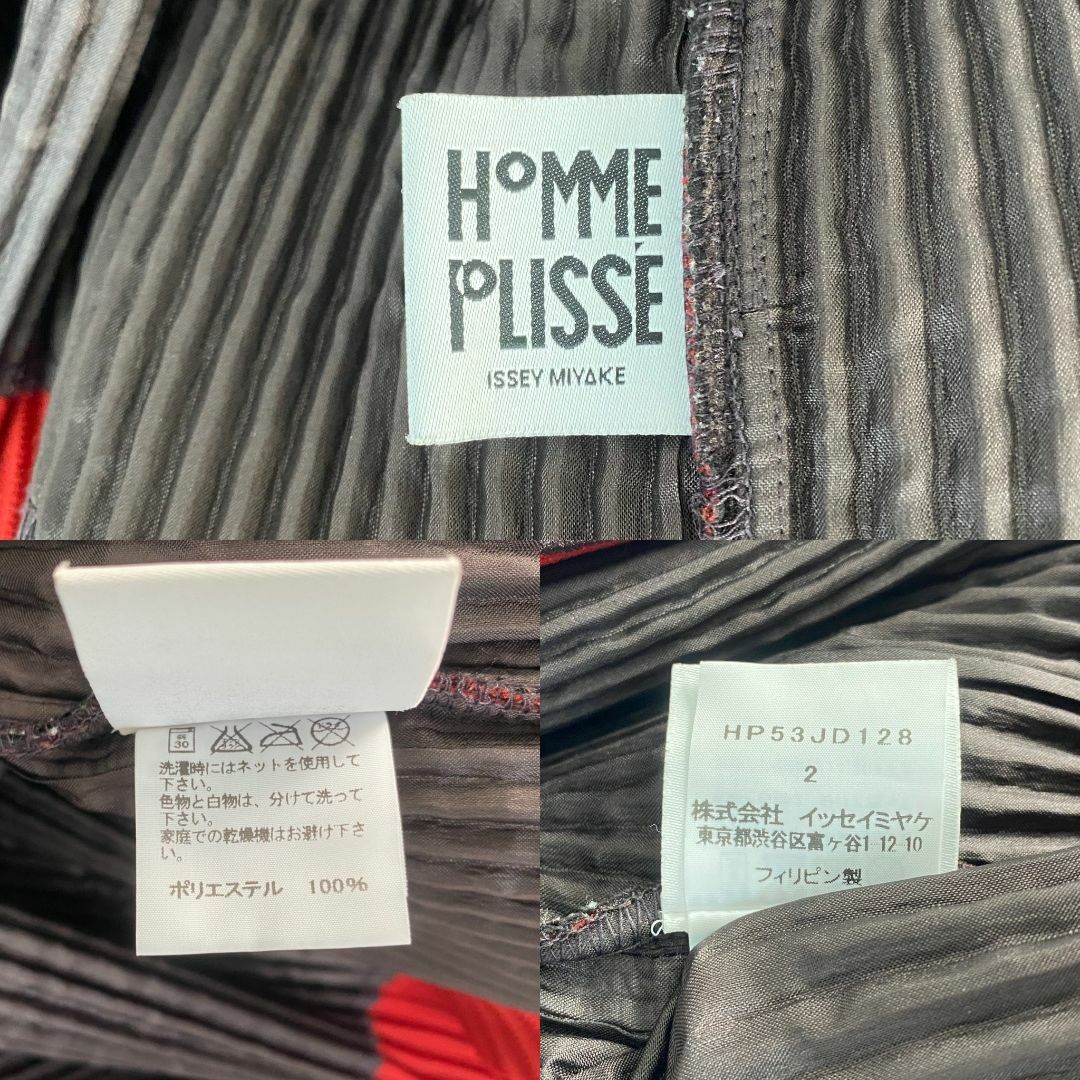 HOMME
PLISSÉ
ISSEY MIYAKE
30
洗濯時にはネットを使用して
下さい。
色物と白物は、分けて洗って
下さい。
家庭での乾燥機はお避け下さ
い。
ポリエステル 100%
HP53JD128
2
株式会社 イッセイミヤケ
東京都渋谷区富ヶ谷1-12-10
フィリピン製